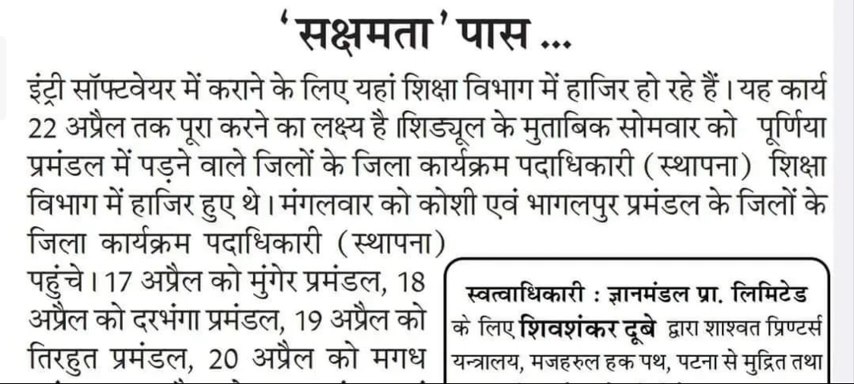 ‘सक्षमता’ पास ...
इंट्री सॉफ्टवेयर में कराने के लिए यहां शिक्षा विभाग में हाजिर हो रहे हैं । यह कार्य
22 अप्रैल तक पूरा करने का लक्ष्य है ।शिड्यूल के मुताबिक सोमवार को पूर्णिया
प्रमंडल में पड़ने वाले जिलों के जिला कार्यक्रम पदाधिकारी (स्थापना) शिक्षा
विभाग में हाजिर हुए थे । मंगलवार को कोशी एवं भागलपुर प्रमंडल के जिलों के
जिला कार्यक्रम पदाधिकारी (स्थापना)
पहुंचे । 17 अप्रैल को मुंगेर प्रमंडल, 18
अप्रैल को दरभंगा प्रमंडल, 19 अप्रैल को
तिरहुत प्रमंडल, 20 अप्रैल को मगध
स्वत्वाधिकारी : ज्ञानमंडल प्रा. लिमिटेड
के लिए शिवशंकर दूबे द्वारा शाश्वत प्रिण्टर्स
यन्त्रालय, मजहरुल हक पथ, पटना से मुद्रित तथा